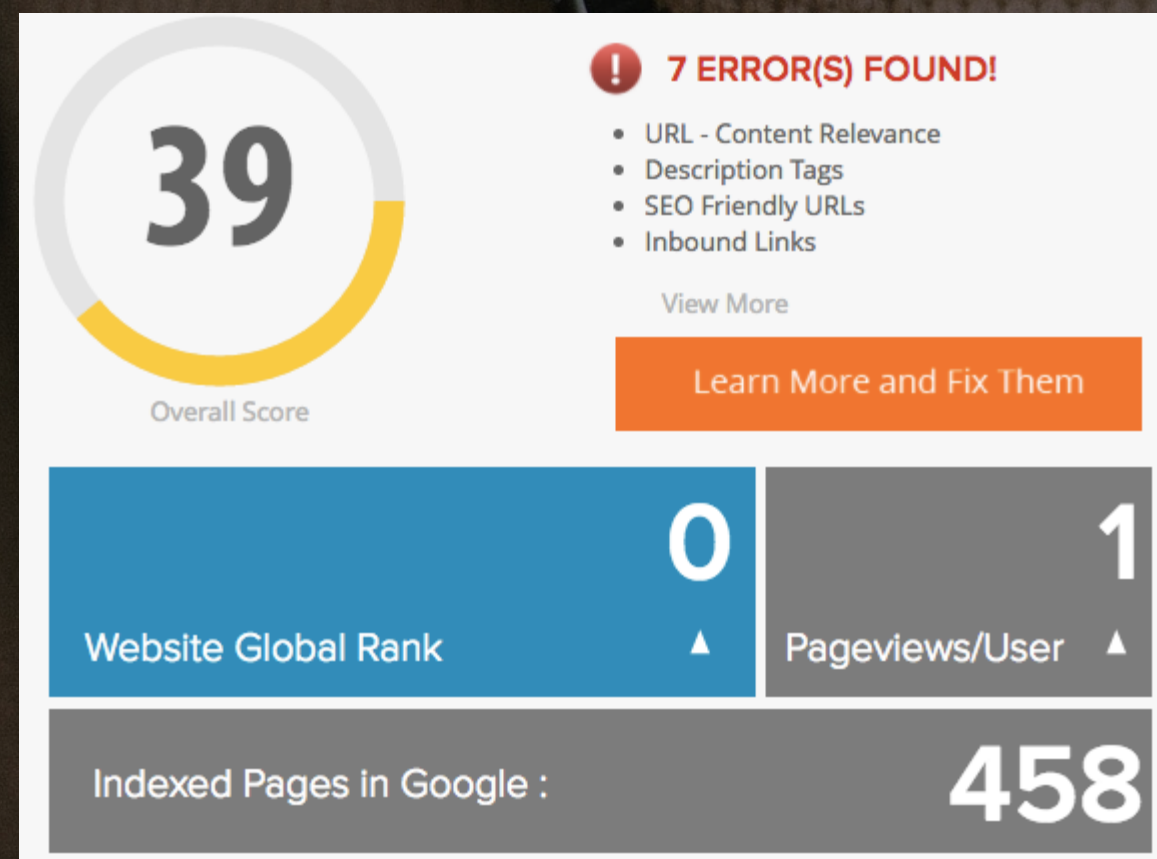 39
Overall Score
! 7 ERROR(S) FOUND!
• URL - Content Relevance
• Description Tags
• SEO Friendly URLs
• Inbound Links
View More
Learn More and Fix Them
0
Website Global Rank ▲
1
Pageviews/User ▲
Indexed Pages in Google : 458